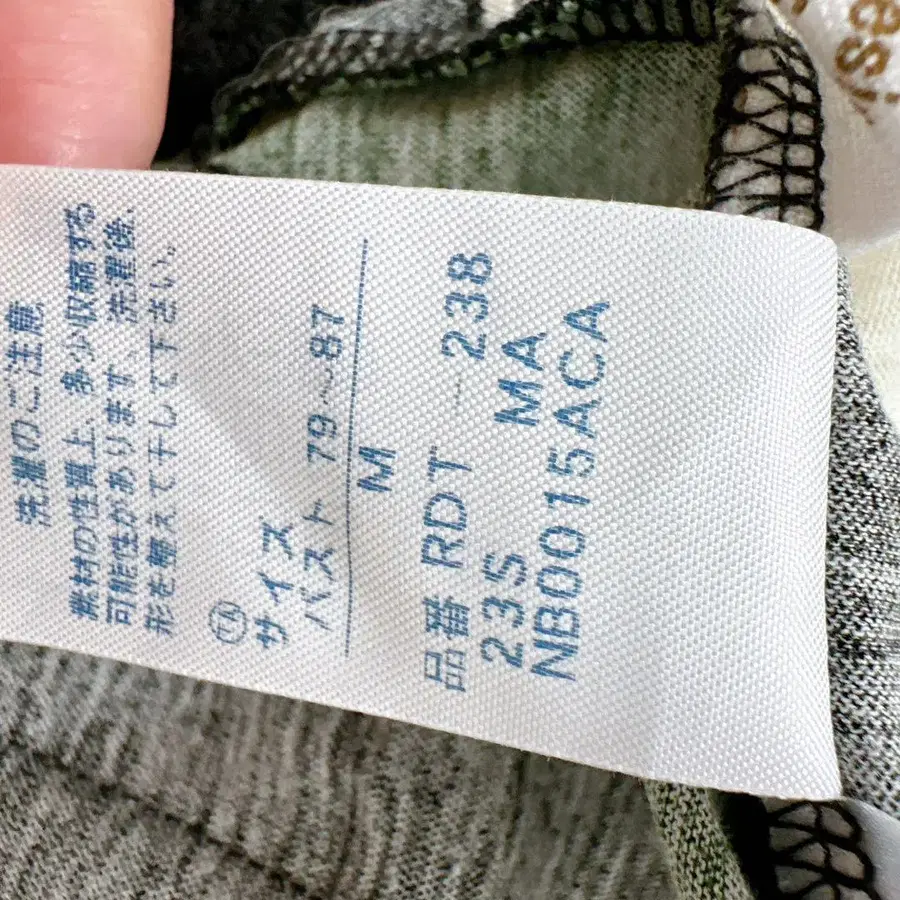 洗濯のご注意
素材の性質上、多少収縮する
可能性があります、洗濯後、
形を整えて干して下さい。
サイズ
バスト 79~87
M
品番 RDT-238
23S MA
NB0015ACA